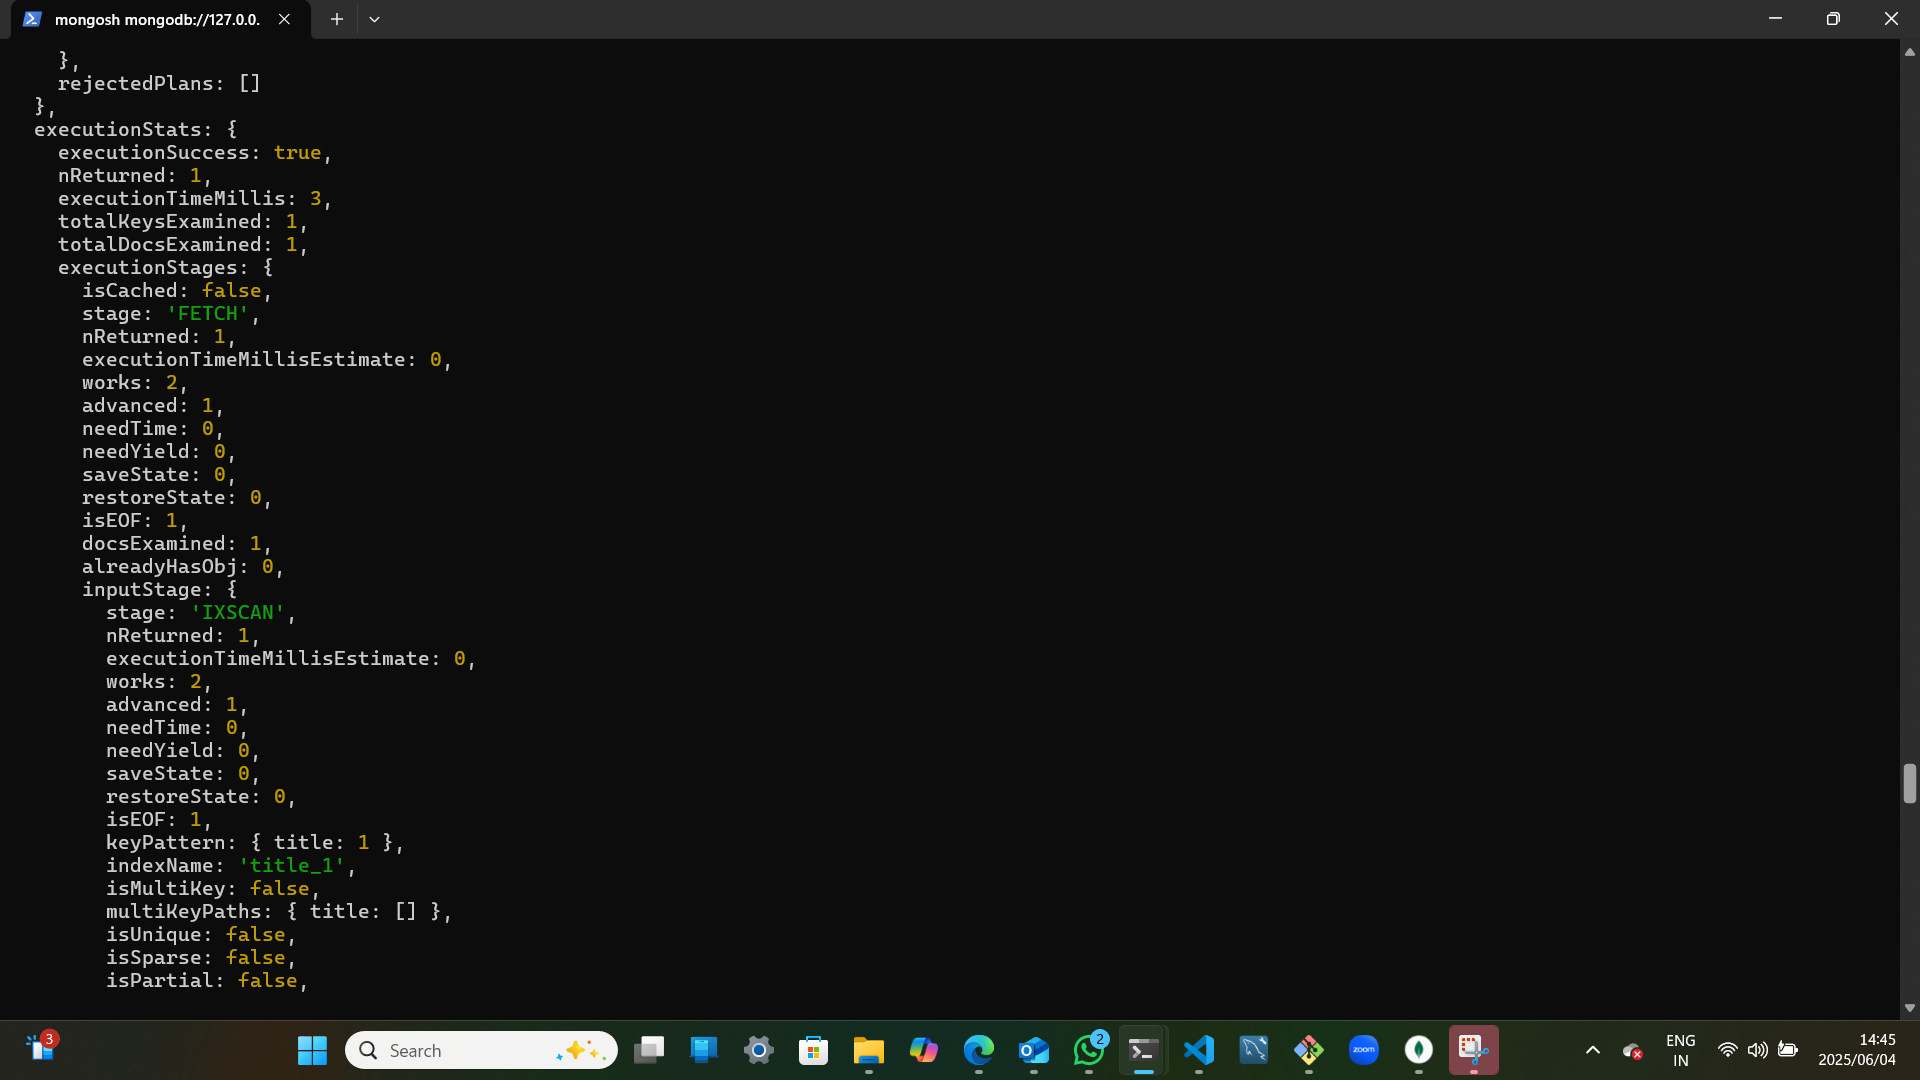 mongosh mongodb://127.0.0.
},
rejectedPlans: []
},
executionStats: {
executionSuccess: true,
nReturned: 1,
executionTimeMillis: 3,
totalKeysExamined: 1,
totalDocsExamined: 1,
executionStages: {
isCached: false,
stage: 'FETCH',
nReturned: 1,
executionTimeMillisEstimate: 0,
works: 2,
advanced: 1,
needTime: 0,
needYield: 0,
saveState: 0,
restoreState: 0,
isEOF: 1,
docsExamined: 1,
alreadyHasObj: 0,
inputStage: {
stage: 'IXSCAN',
nReturned: 1,
executionTimeMillisEstimate: 0,
works: 2,
advanced: 1,
needTime: 0,
needYield: 0,
saveState: 0,
restoreState: 0,
isEOF: 1,
keyPattern: { title: 1 },
indexName: 'title_1',
isMultiKey: false,
multiKeyPaths: { title: [] },
isUnique: false,
isSparse: false,
isPartial: false,
3
Search
2
zoom
ENG
IN
14:45
2025/06/04